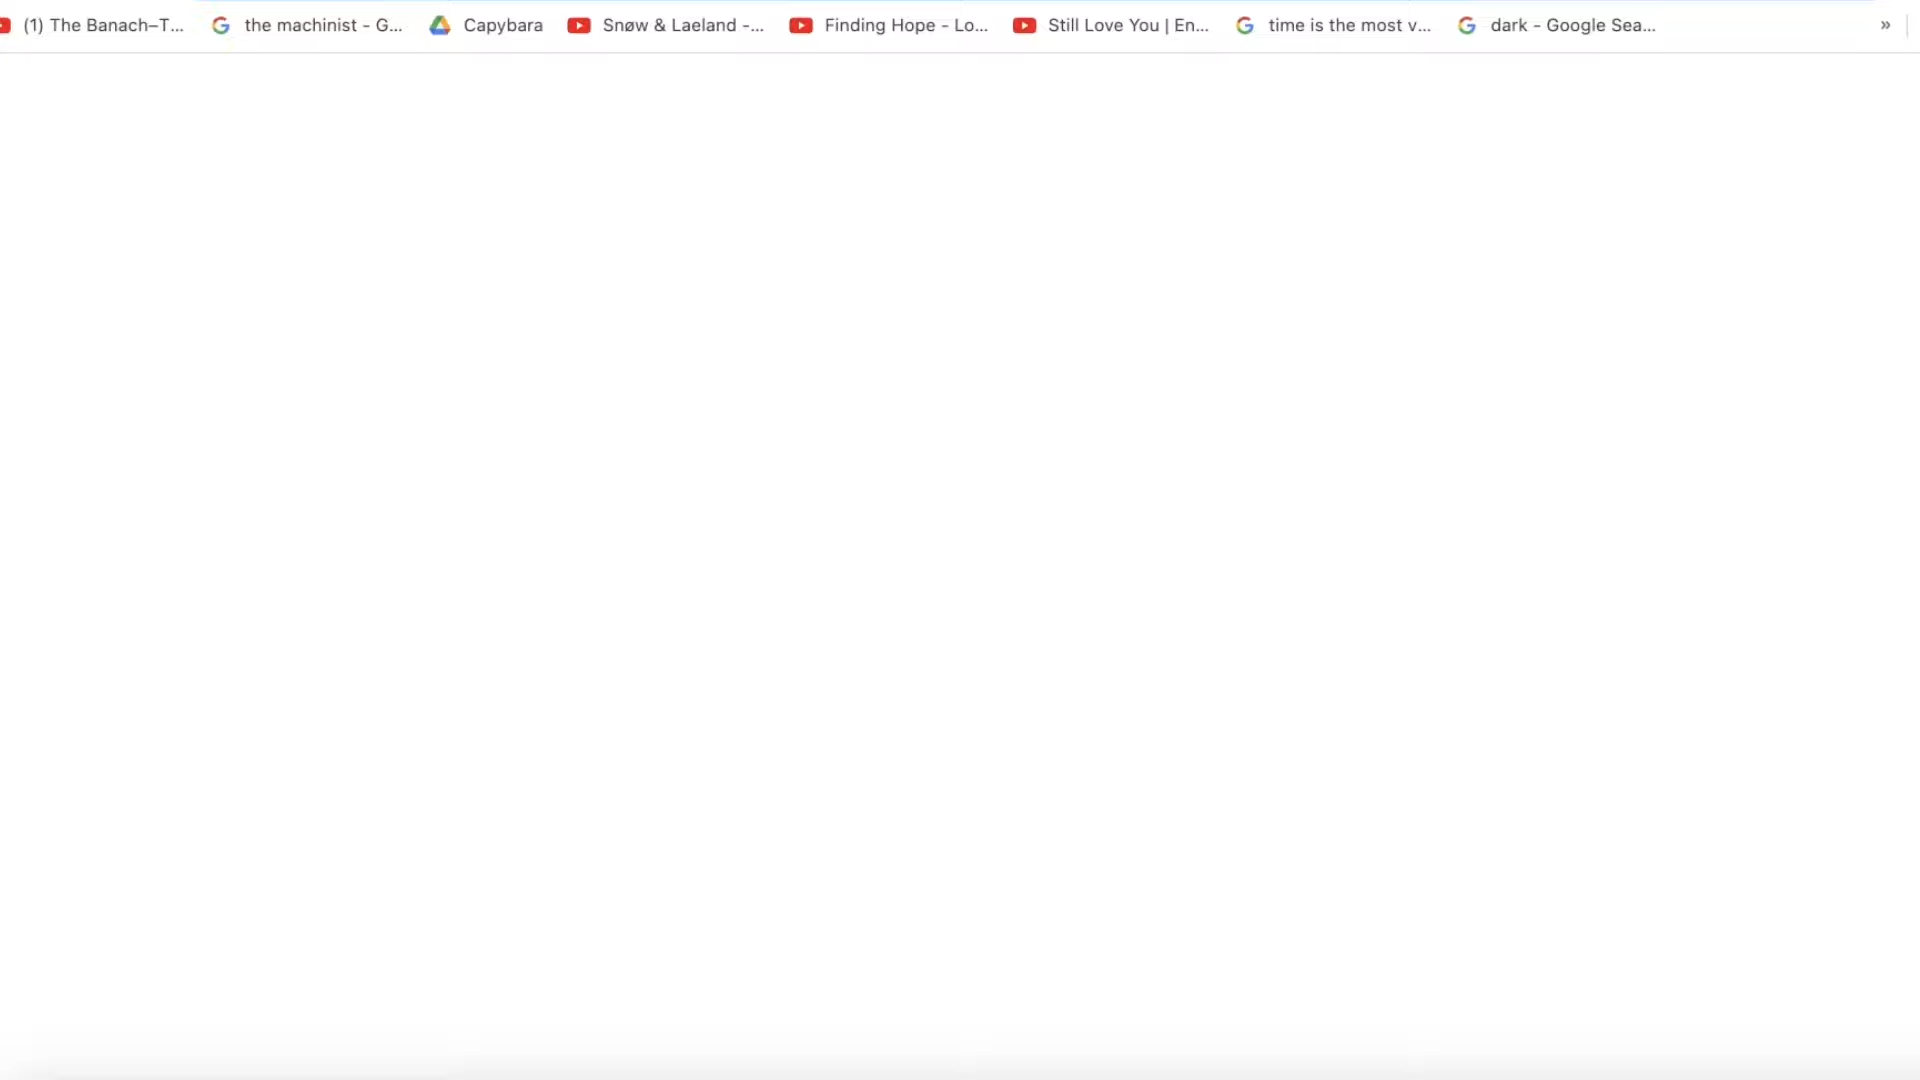 (1) The Banach–T... the machinist - G... Capybara Snøw & Laeland -... Finding Hope - Lo... Still Love You | En... time is the most v... dark - Google Sea... »